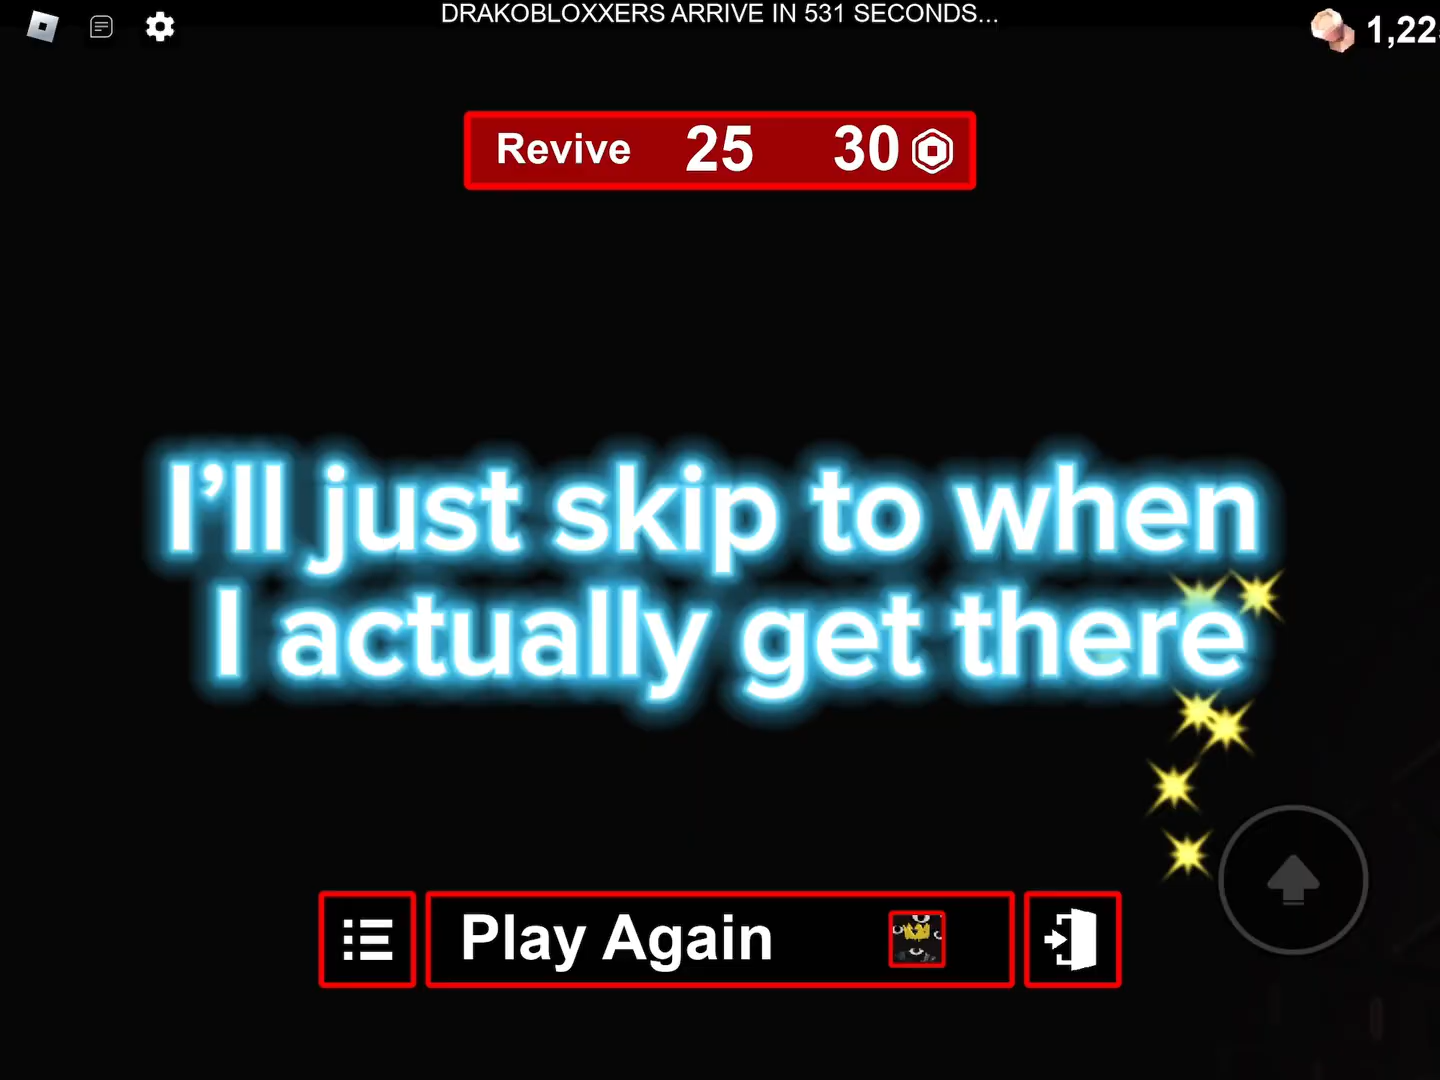 DRAKOBLOXXERS ARRIVE IN 531 SECONDS...
1,22
Revive 25 30
I'll just skip to when
I actually get there
Play Again